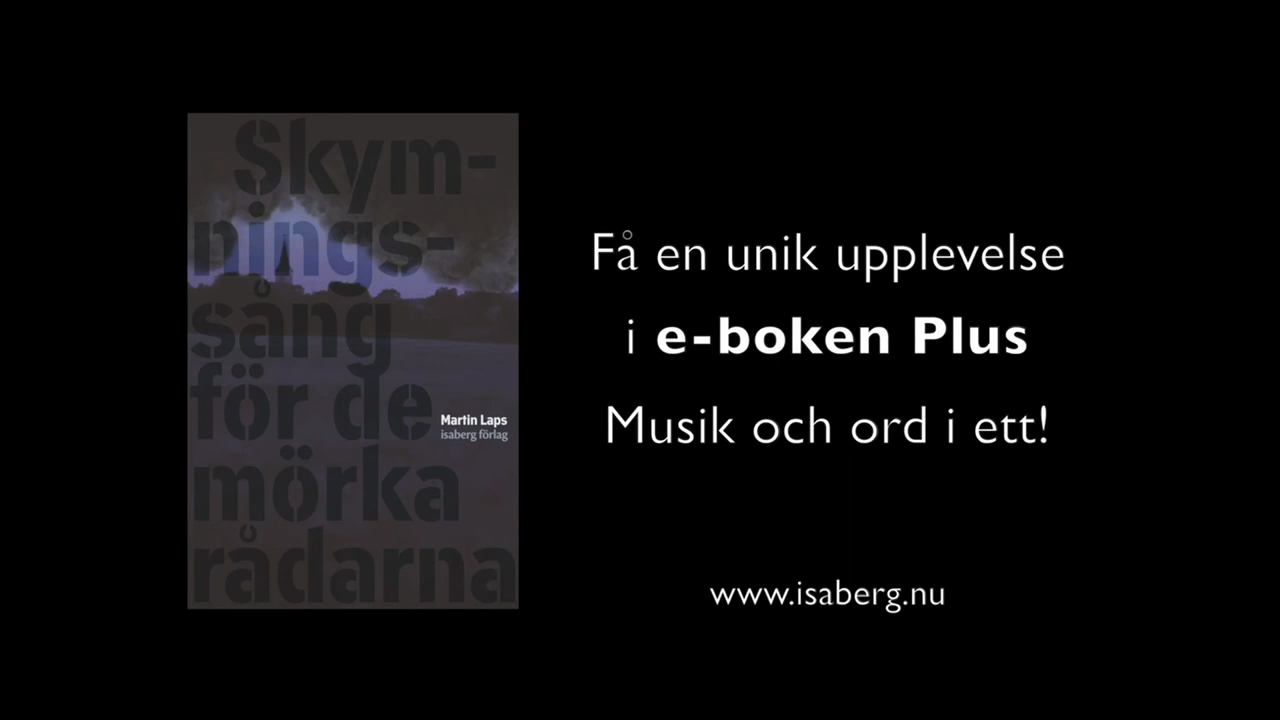 Skym-
nings-
sång
för de
mörka
rådarna
Martin Laps
isaberg förlag
Få en unik upplevelse
i e-boken Plus
Musik och ord i ett!
www.isaberg.nu